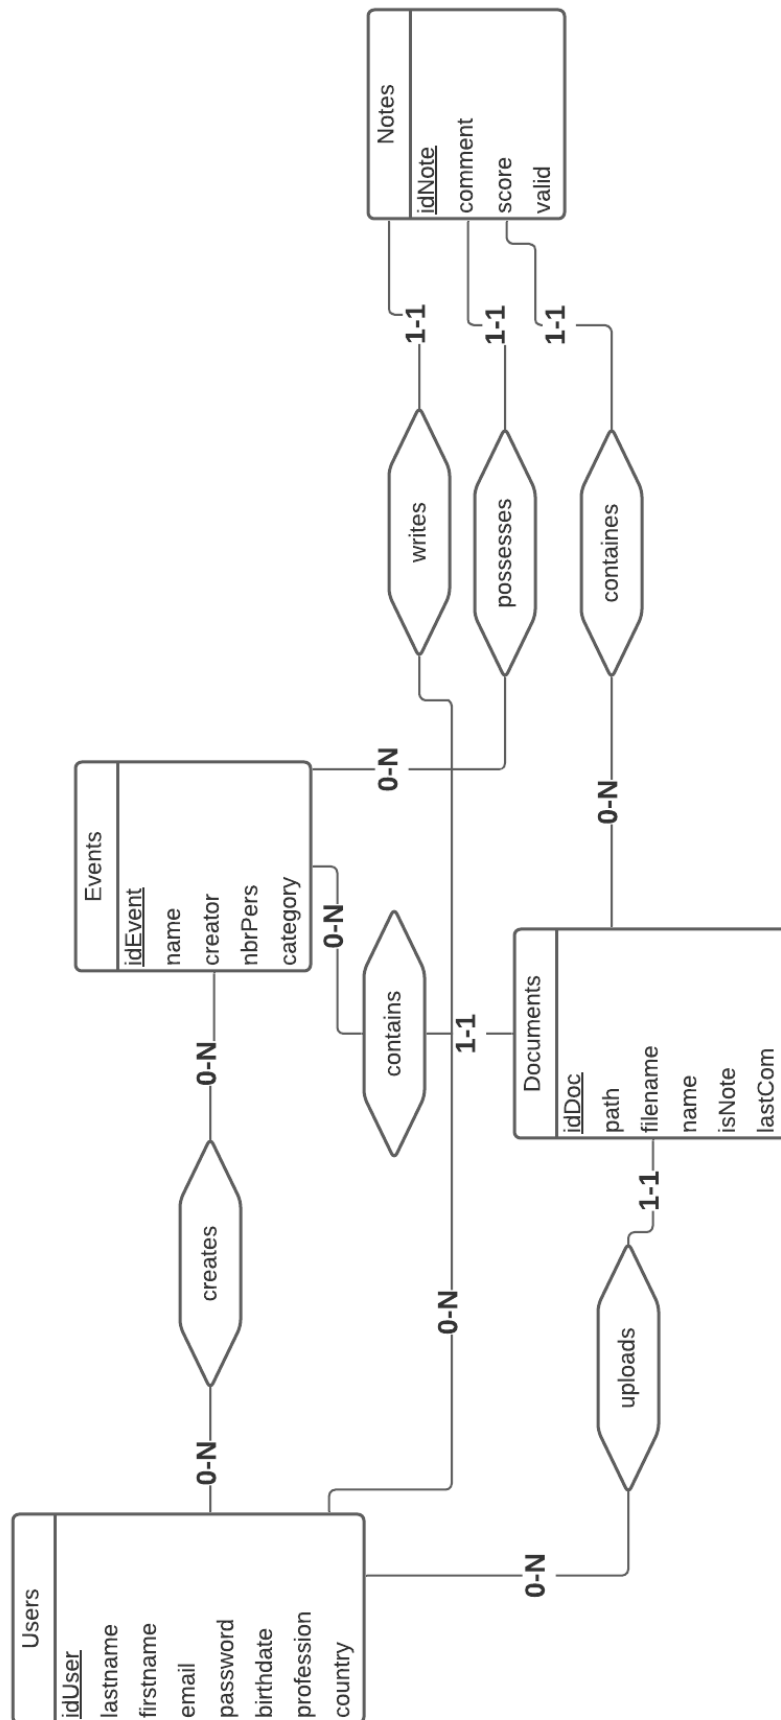 Users
idUser
lastname
firstname
email
password
birthdate
profession
country
0-N
creates
0-N
Events
idEvent
name
creator
nbrPers
category
0-N
writes
1-1
0-N
contains
1-1
0-N
possesses
1-1
0-N
uploads
1-1
Documents
idDoc
path
filename
name
isNote
lastCom
0-N
containes
1-1
Notes
idNote
comment
score
valid